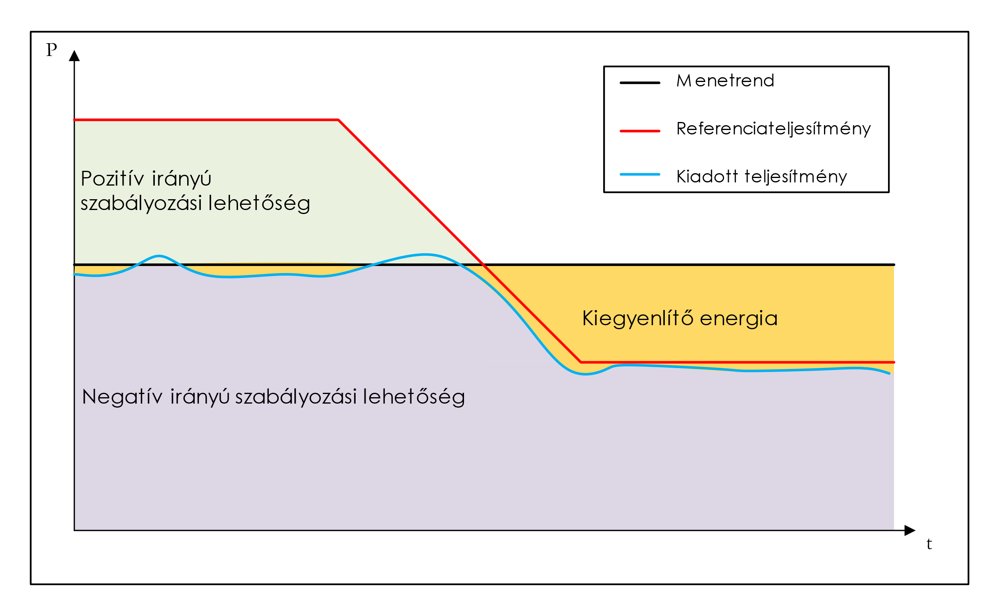 P
Menetrend
Referenciateljesítmény
Kiadott teljesítmény
Pozitív irányú
szabályozási lehetőség
Kiegyenlítő energia
Negatív irányú szabályozási lehetőség
t